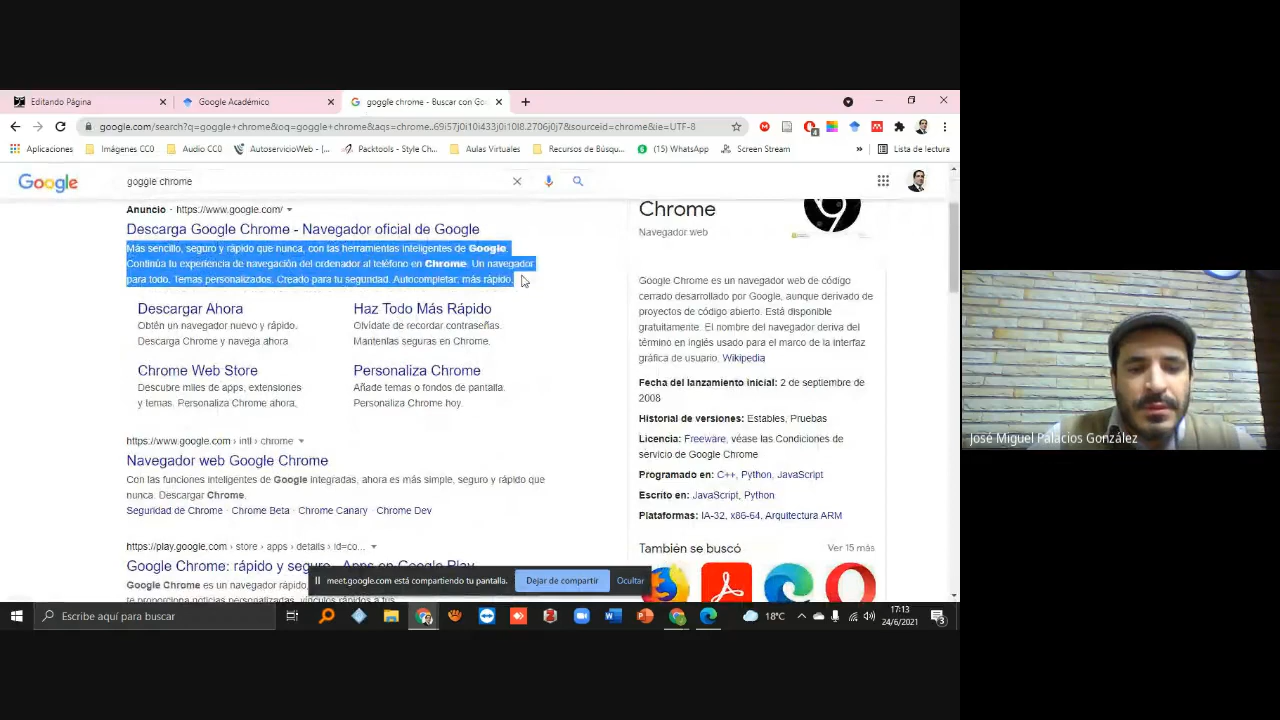 Editando Página
Google Académico
goggle chrome - Buscar con Go
google.com/search?q=goggle+chrome&oq=goggle+chrome&aqs=chrome..69i57j0i10i433j0i10l8.2706j0j7&sourceid=chrome&ie=UTF-8
Aplicaciones
Imágenes CC0
Audio CC0
AutoservicioWeb - |...
Packtools - Style Ch...
Aulas Virtuales
Recursos de Búsqu...
(15) WhatsApp
Screen Stream
»
Lista de lectura
Google
goggle chrome
Anuncio · https://www.google.com/
Descarga Google Chrome - Navegador oficial de Google
Más sencillo, seguro y rápido que nunca, con las herramientas inteligentes de Google.
Continúa tu experiencia de navegación del ordenador al teléfono en Chrome. Un navegador
para todo. Temas personalizados. Creado para tu seguridad. Autocompletar: más rápido.
Descargar Ahora
Obtén un navegador nuevo y rápido.
Descarga Chrome y navega ahora.
Haz Todo Más Rápido
Olvídate de recordar contraseñas.
Mantenlas seguras en Chrome.
Chrome Web Store
Descubre miles de apps, extensiones
y temas. Personaliza Chrome ahora.
Personaliza Chrome
Añade temas o fondos de pantalla.
Personaliza Chrome hoy.
https://www.google.com › intl › chrome
Navegador web Google Chrome
Con las funciones inteligentes de Google integradas, ahora es más simple, seguro y rápido que
nunca. Descargar Chrome.
Seguridad de Chrome · Chrome Beta · Chrome Canary · Chrome Dev
https://play.google.com › store › apps › details › id=co...
Google Chrome: rápido y seguro - Apps en Google Play
Google Chrome es un navegador rápido
te proporciona noticias personalizadas, vínculos rápidos a tus
Chrome
Navegador web
Google Chrome es un navegador web de código
cerrado desarrollado por Google, aunque derivado de
proyectos de código abierto. Está disponible
gratuitamente. El nombre del navegador deriva del
término en inglés usado para el marco de la interfaz
gráfica de usuario. Wikipedia
Fecha del lanzamiento inicial: 2 de septiembre de
2008
Historial de versiones: Estables, Pruebas
Licencia: Freeware, véase las Condiciones de
servicio de Google Chrome
Programado en: C++, Python, JavaScript
Escrito en: JavaScript, Python
Plataformas: IA-32, x86-64, Arquitectura ARM
También se buscó
Ver 15 más
meet.google.com está compartiendo tu pantalla.
Dejar de compartir
Ocultar
Escribe aquí para buscar
18°C
17:13
24/6/2021
3
José Miguel Palacios González